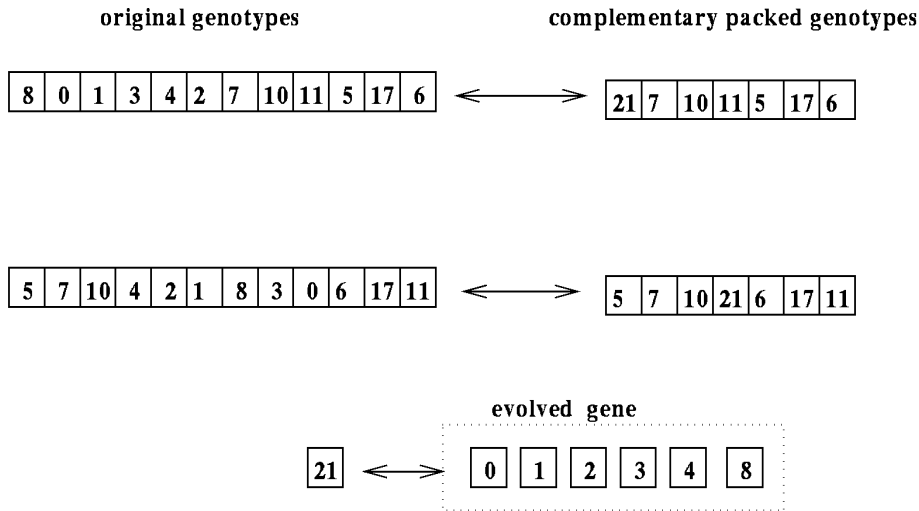 original genotypes complementary packed genotypes
8 0 1 3 4 2 7 10 11 5 17 6 21 7 10 11 5 17 6
5 7 10 4 2 1 8 3 0 6 17 11 5 7 10 21 6 17 11
evolved gene
21 0 1 2 3 4 8